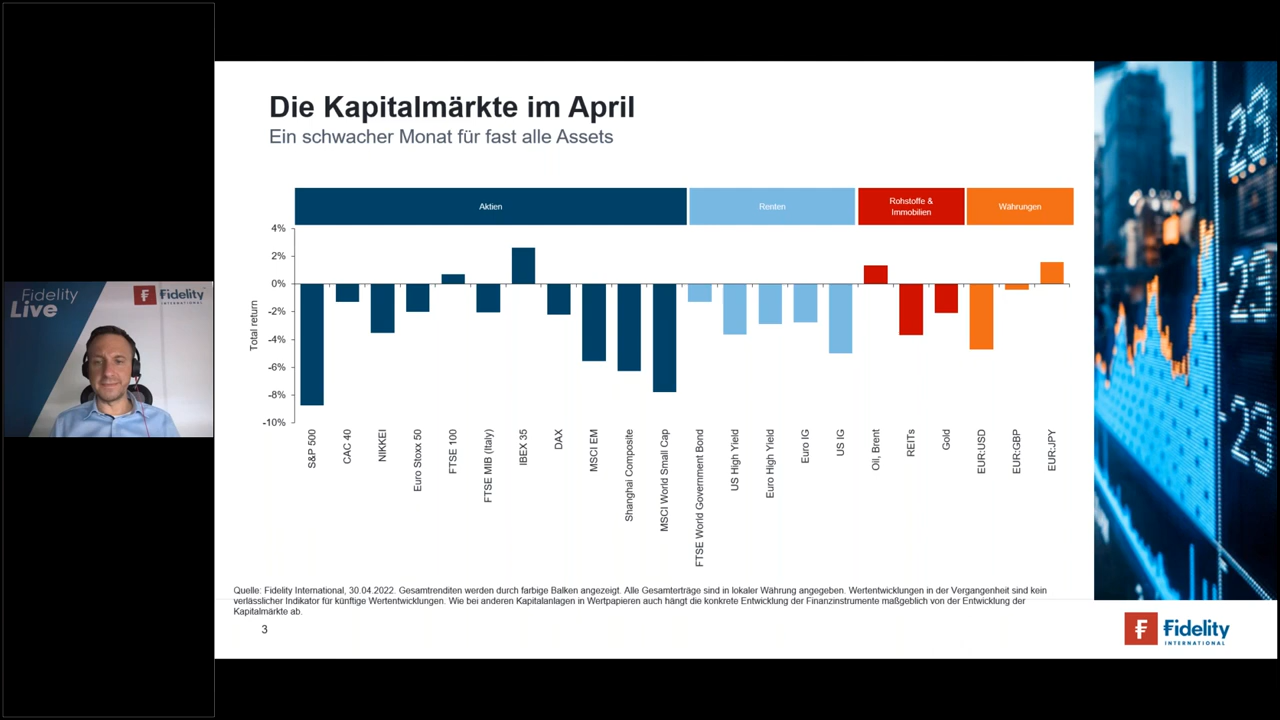 Die Kapitalmärkte im April
Ein schwacher Monat für fast alle Assets
Aktien
Renten
Rohstoffe &
Immobilien
Währungen
4%
2%
0%
-2%
-4%
-6%
-8%
-10%
Total return
S&P 500
CAC 40
NIKKEI
Euro Stoxx 50
FTSE 100
FTSE MIB (Italy)
IBEX 35
DAX
MSCI EM
Shanghai Composite
MSCI World Small Cap
FTSE World Government Bond
US High Yield
Euro High Yield
Euro IG
US IG
Oil, Brent
REITs
Gold
EUR:USD
EUR:GBP
EUR:JPY
Quelle: Fidelity International, 30.04.2022. Gesamtrenditen werden durch farbige Balken angezeigt. Alle Gesamterträge sind in lokaler Währung angegeben. Wertentwicklungen in der Vergangenheit sind kein
verlässlicher Indikator für künftige Wertentwicklungen. Wie bei anderen Kapitalanlagen in Wertpapieren auch hängt die konkrete Entwicklung der Finanzinstrumente maßgeblich von der Entwicklung der
Kapitalmärkte ab.
3
Fidelity
INTERNATIONAL
Fidelity
Live
Fidelity
INTERNATIONAL
23
23
23